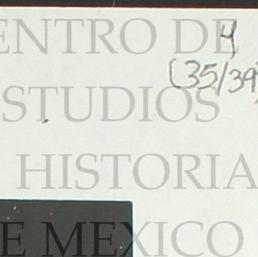 ENTRO DE
4
(35/39)
STUDIOS
HISTORIA
E MEXICO